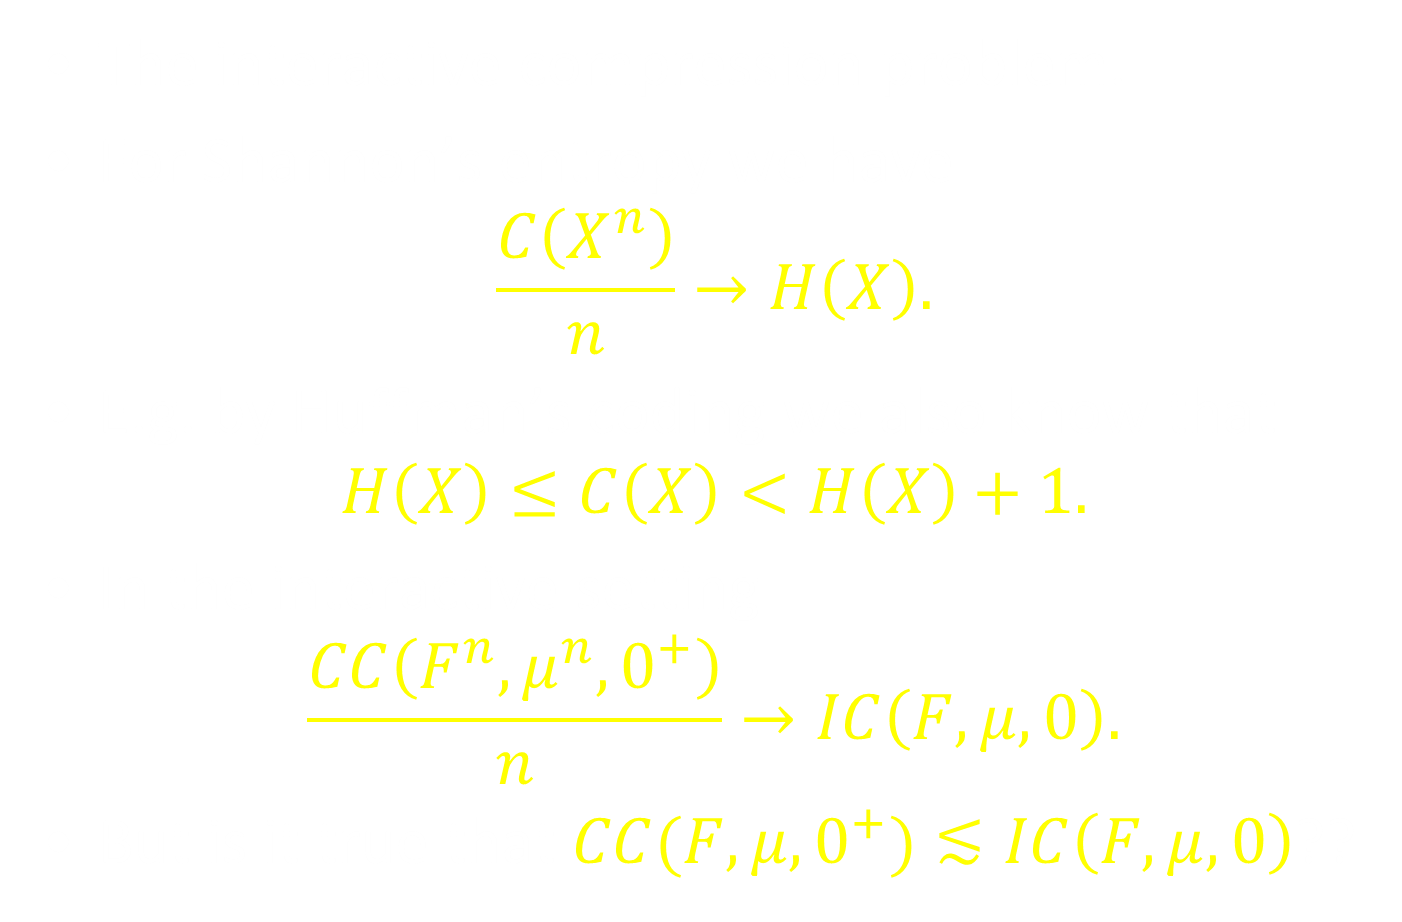 C(X^n)/n → H(X).
H(X) ≤ C(X) < H(X) + 1.
CC(F^n, μ^n, 0^+)/n → IC(F, μ, 0).
CC(F, μ, 0^+) ≲ IC(F, μ, 0)